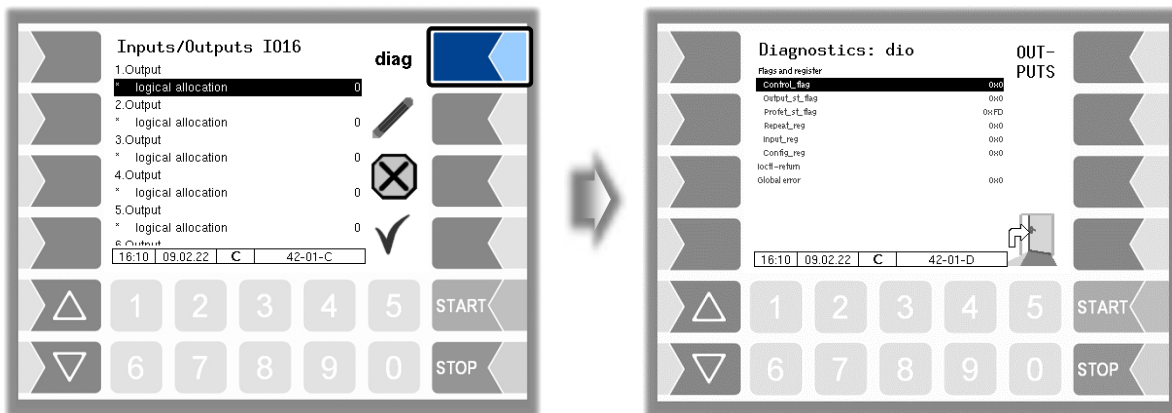 Inputs/Outputs IO16
diag
1.Output
* logical allocation 0
2.Output
* logical allocation 0
3.Output
* logical allocation 0
4.Output
* logical allocation 0
5.Output
* logical allocation 0
6.Output
16:10 09.02.22 C 42-01-C
1 2 3 4 5 START
6 7 8 9 0 STOP
Diagnostics: dio
OUT-
PUTS
Flags and register
Control_flag 0x0
Output_st_flag 0x0
Profet_st_flag 0xFD
Repeat_reg 0x0
Input_reg 0x0
Config_reg 0x0
Ioctl-return
Global error 0x0
16:10 09.02.22 C 42-01-D
1 2 3 4 5 START
6 7 8 9 0 STOP